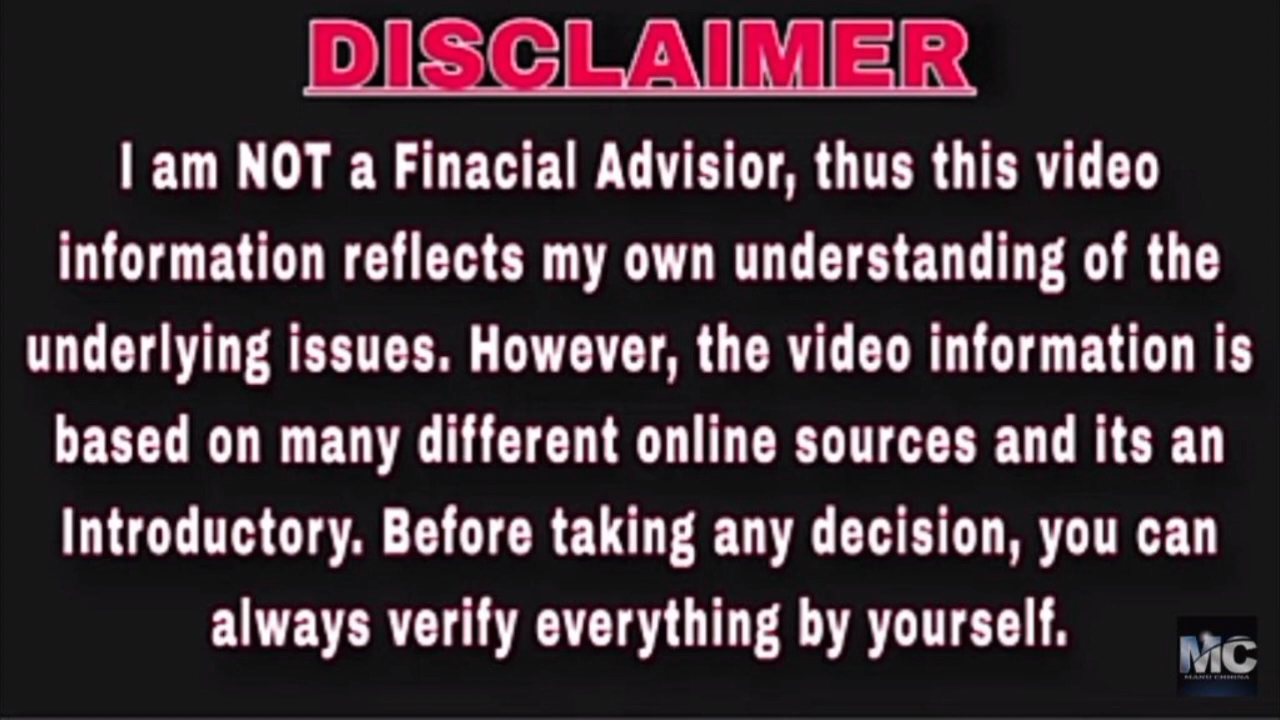 DISCLAIMER
I am NOT a Finacial Advisior, thus this video
information reflects my own understanding of the
underlying issues. However, the video information is
based on many different online sources and its an
Introductory. Before taking any decision, you can
always verify everything by yourself.
MC